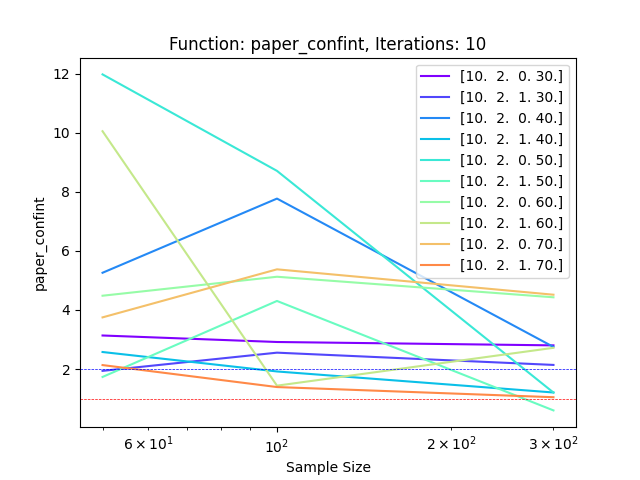 Function: paper_confint, Iterations: 10
12
10
8
6
4
2
paper_confint
[10. 2. 0. 30.]
[10. 2. 1. 30.]
[10. 2. 0. 40.]
[10. 2. 1. 40.]
[10. 2. 0. 50.]
[10. 2. 1. 50.]
[10. 2. 0. 60.]
[10. 2. 1. 60.]
[10. 2. 0. 70.]
[10. 2. 1. 70.]
6 × 10¹ 10² 2 × 10² 3 × 10²
Sample Size